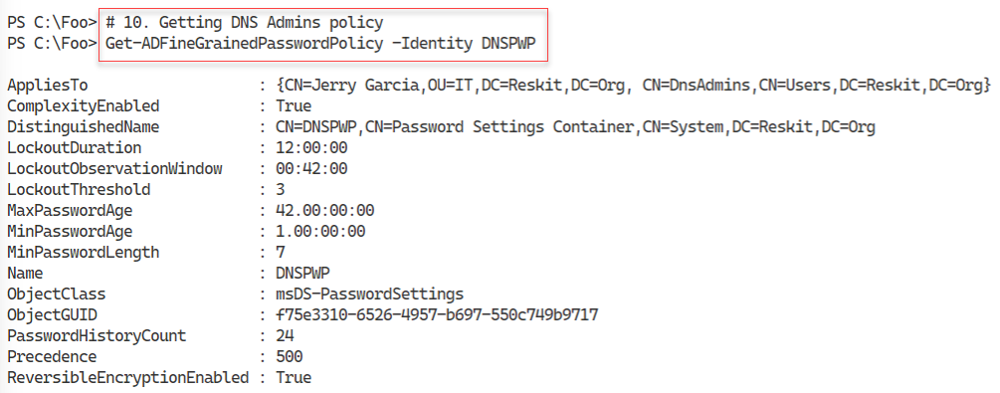 PS C:\Foo> # 10. Getting DNS Admins policy
PS C:\Foo> Get-ADFineGrainedPasswordPolicy -Identity DNSPWP
AppliesTo : {CN=Jerry Garcia,OU=IT,DC=Reskit,DC=Org, CN=DnsAdmins,CN=Users,DC=Reskit,DC=Org}
ComplexityEnabled : True
DistinguishedName : CN=DNSPWP,CN=Password Settings Container,CN=System,DC=Reskit,DC=Org
LockoutDuration : 12:00:00
LockoutObservationWindow : 00:42:00
LockoutThreshold : 3
MaxPasswordAge : 42.00:00:00
MinPasswordAge : 1.00:00:00
MinPasswordLength : 7
Name : DNSPWP
ObjectClass : msDS-PasswordSettings
ObjectGUID : f75e3310-6526-4957-b697-550c749b9717
PasswordHistoryCount : 24
Precedence : 500
ReversibleEncryptionEnabled : True